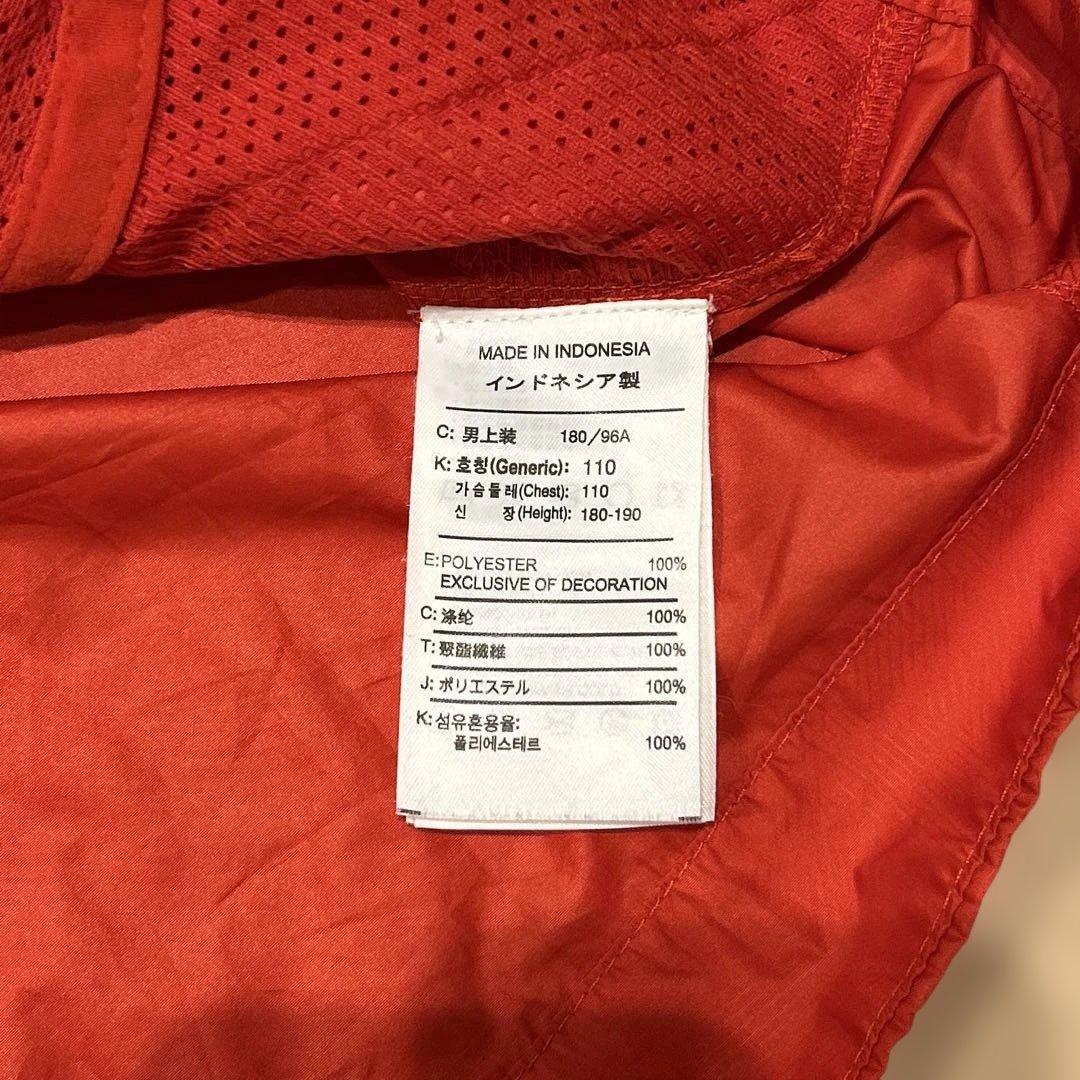 MADE IN INDONESIA
インドネシア製
C: 男上装 180/96A
K: 호칭(Generic): 110
가슴둘레(Chest): 110
신 장(Height): 180-190
E: POLYESTER 100%
EXCLUSIVE OF DECORATION
C: 涤纶 100%
T: 聚酯纖維 100%
J: ポリエステル 100%
K: 섬유혼용율:
폴리에스테르 100%